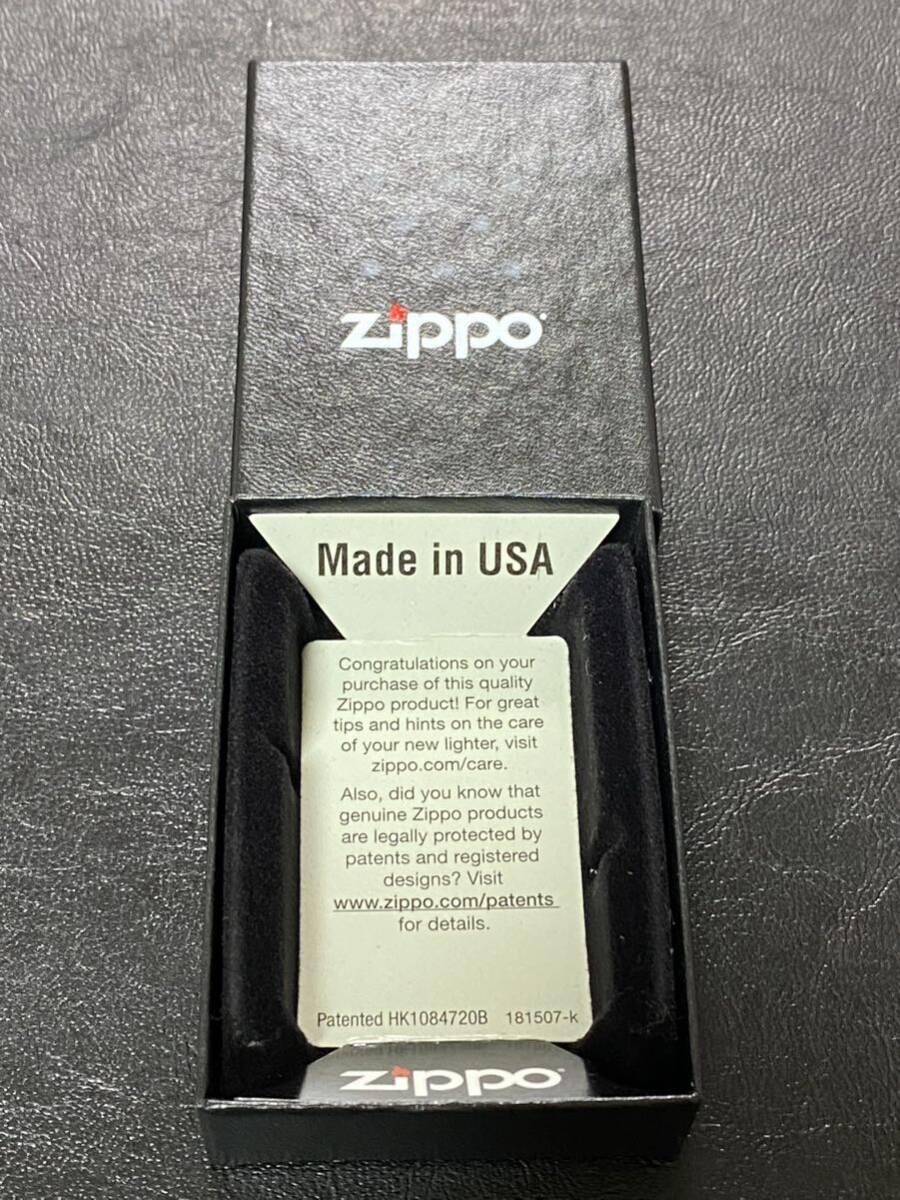 zippo
Made in USA
Congratulations on your
purchase of this quality
Zippo product! For great
tips and hints on the care
of your new lighter, visit
zippo.com/care.
Also, did you know that
genuine Zippo products
are legally protected by
patents and registered
designs? Visit
www.zippo.com/patents
for details.
Patented HK1084720B 181507-k
zippo